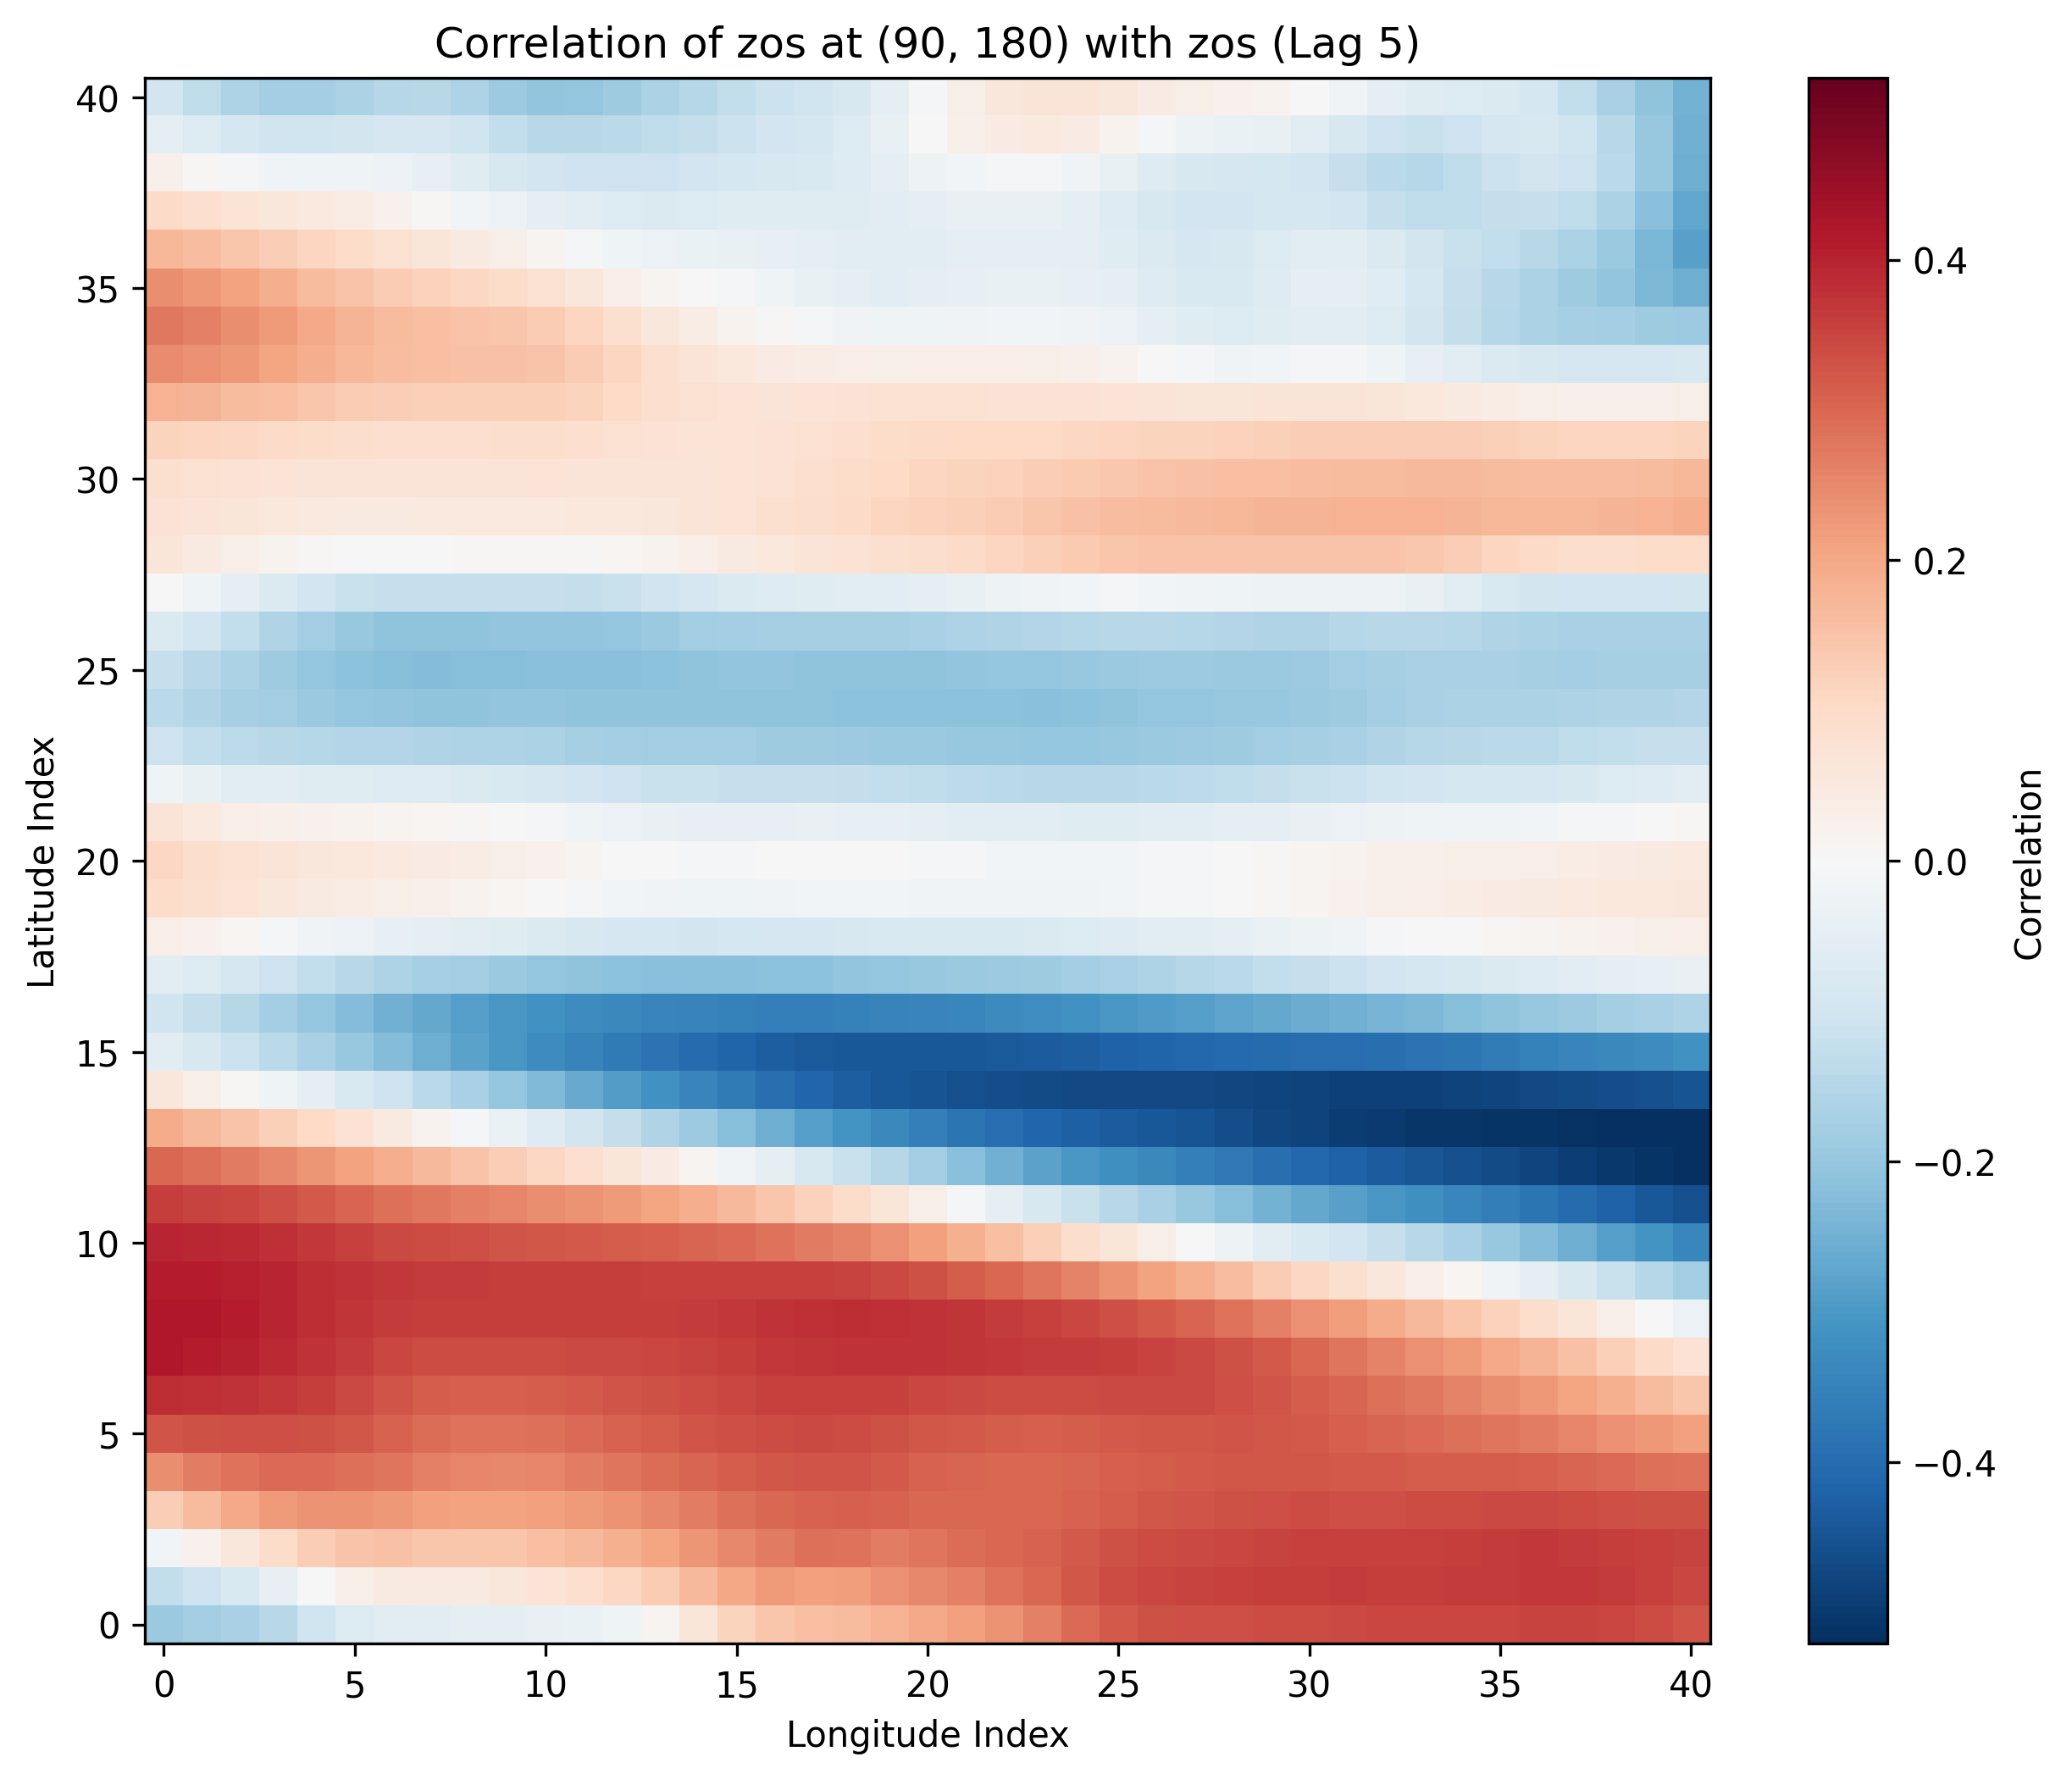 Correlation of zos at (90, 180) with zos (Lag 5)
40
35
30
25
20
15
10
5
0
Latitude Index
0 5 10 15 20 25 30 35 40
Longitude Index
0.4
0.2
0.0
−0.2
−0.4
Correlation